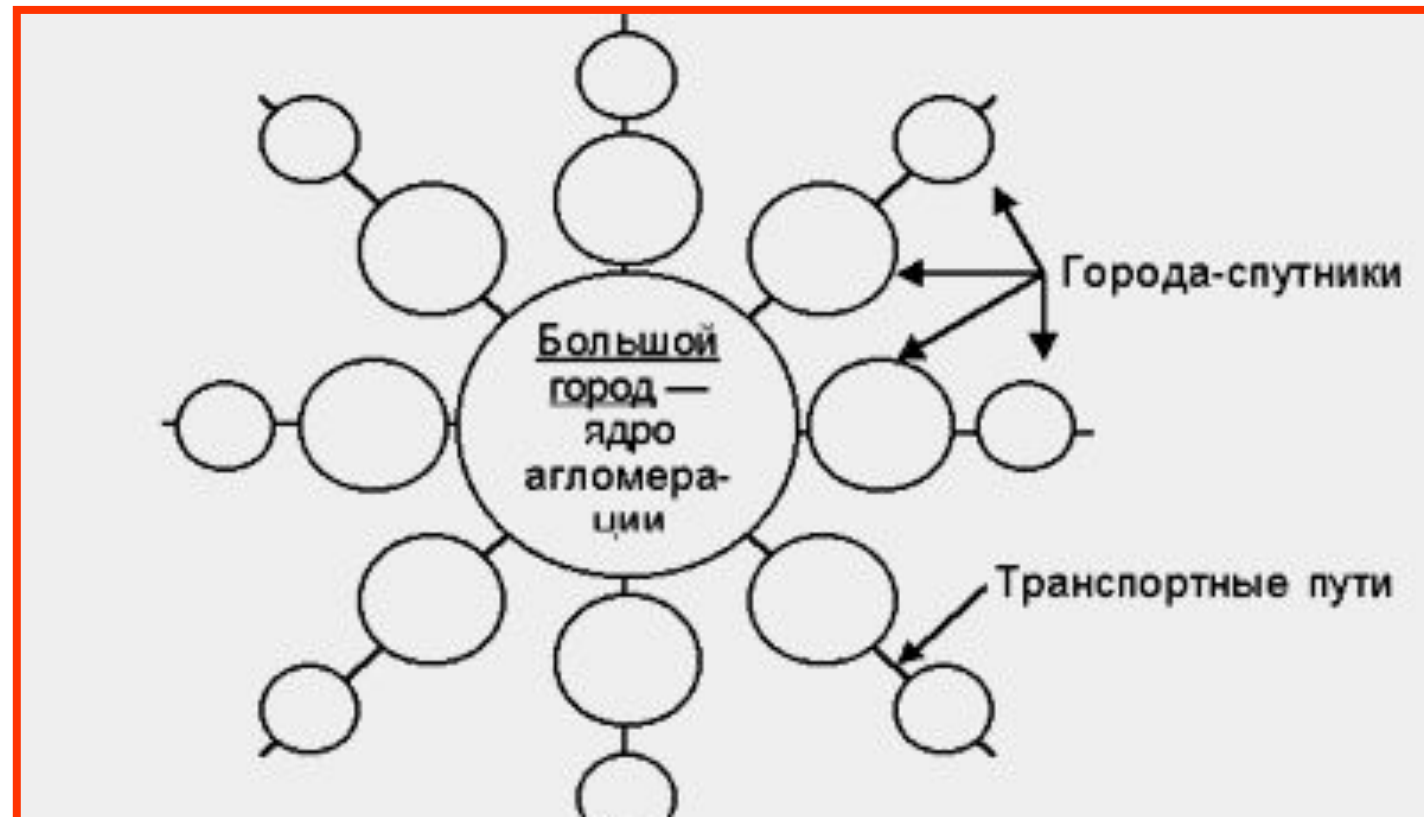 Города-спутники
Большой
город —
ядро
агломера-
ции
Транспортные пути